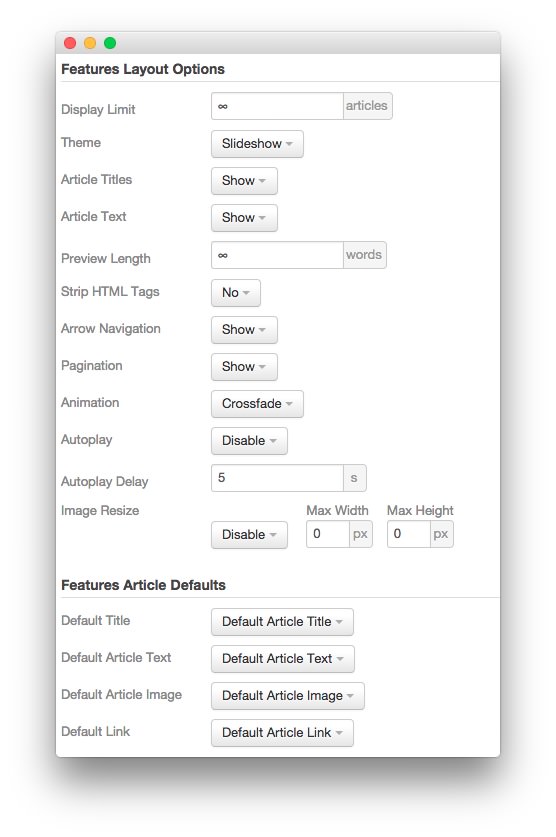 Features Layout Options
Display Limit ∞ articles
Theme Slideshow
Article Titles Show
Article Text Show
Preview Length ∞ words
Strip HTML Tags No
Arrow Navigation Show
Pagination Show
Animation Crossfade
Autoplay Disable
Autoplay Delay 5 s
Image Resize Max Width Max Height
Disable 0 px 0 px
Features Article Defaults
Default Title Default Article Title
Default Article Text Default Article Text
Default Article Image Default Article Image
Default Link Default Article Link